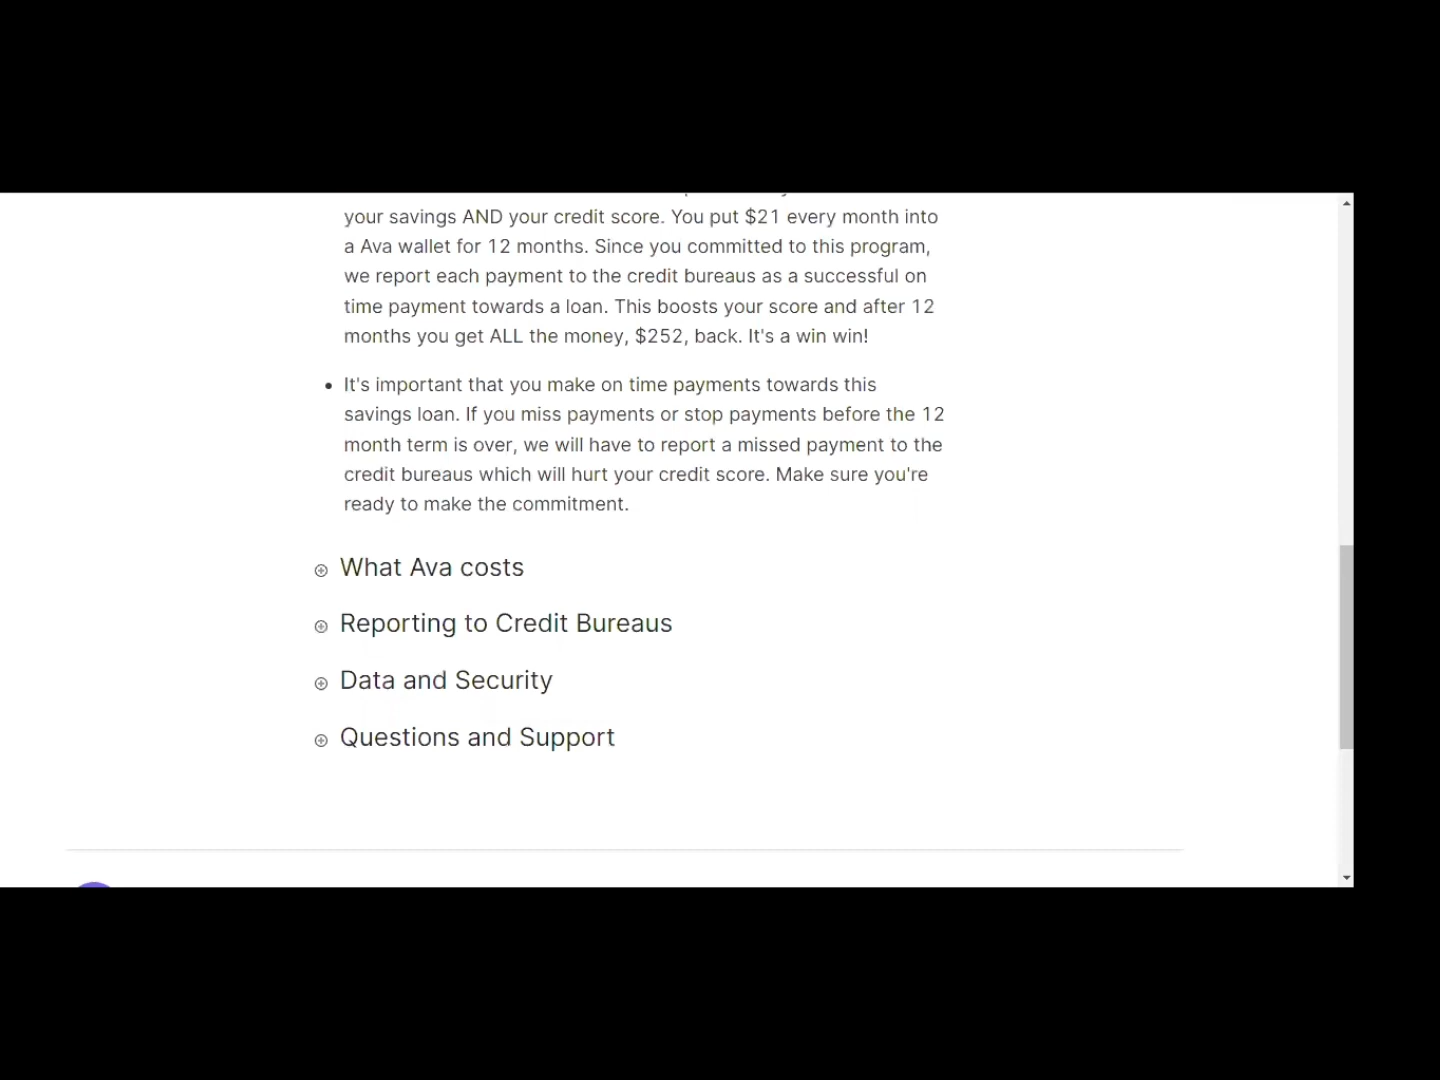 your savings AND your credit score. You put $21 every month into
a Ava wallet for 12 months. Since you committed to this program,
we report each payment to the credit bureaus as a successful on
time payment towards a loan. This boosts your score and after 12
months you get ALL the money, $252, back. It's a win win!
• It's important that you make on time payments towards this
savings loan. If you miss payments or stop payments before the 12
month term is over, we will have to report a missed payment to the
credit bureaus which will hurt your credit score. Make sure you're
ready to make the commitment.
What Ava costs
Reporting to Credit Bureaus
Data and Security
Questions and Support